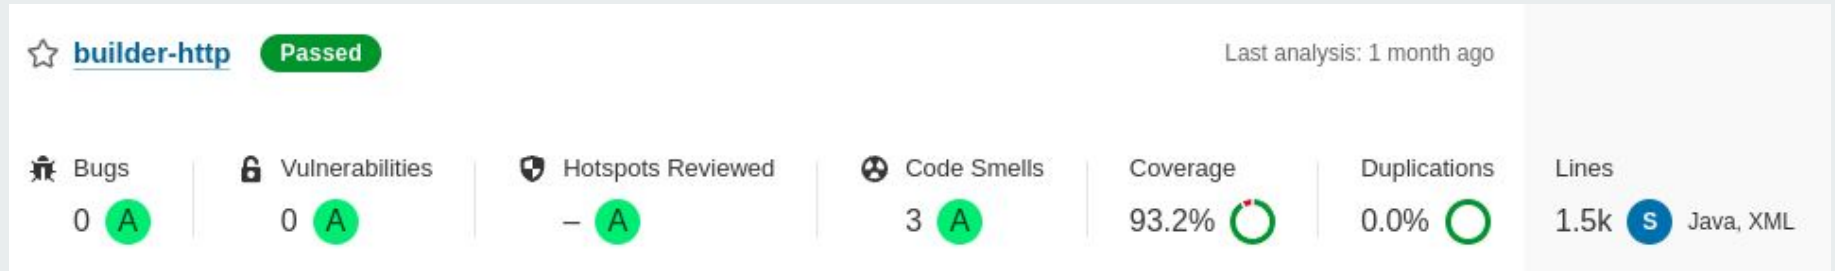 builder-http Passed Last analysis: 1 month ago
Bugs Vulnerabilities Hotspots Reviewed Code Smells Coverage Duplications Lines
0 A 0 A – A 3 A 93.2% 0.0% 1.5k S Java, XML